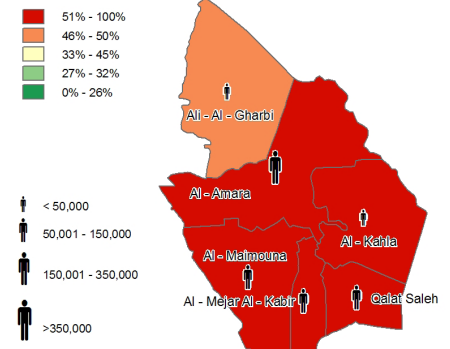 51% - 100%
46% - 50%
33% - 45%
27% - 32%
0% - 26%
Ali - Al - Gharbi
Al - Amara
< 50,000
50,001 - 150,000
Al - Kahla
Al - Maimouna
150,001 - 350,000
Al - Mejar Al - Kabir
Qalat Saleh
>350,000